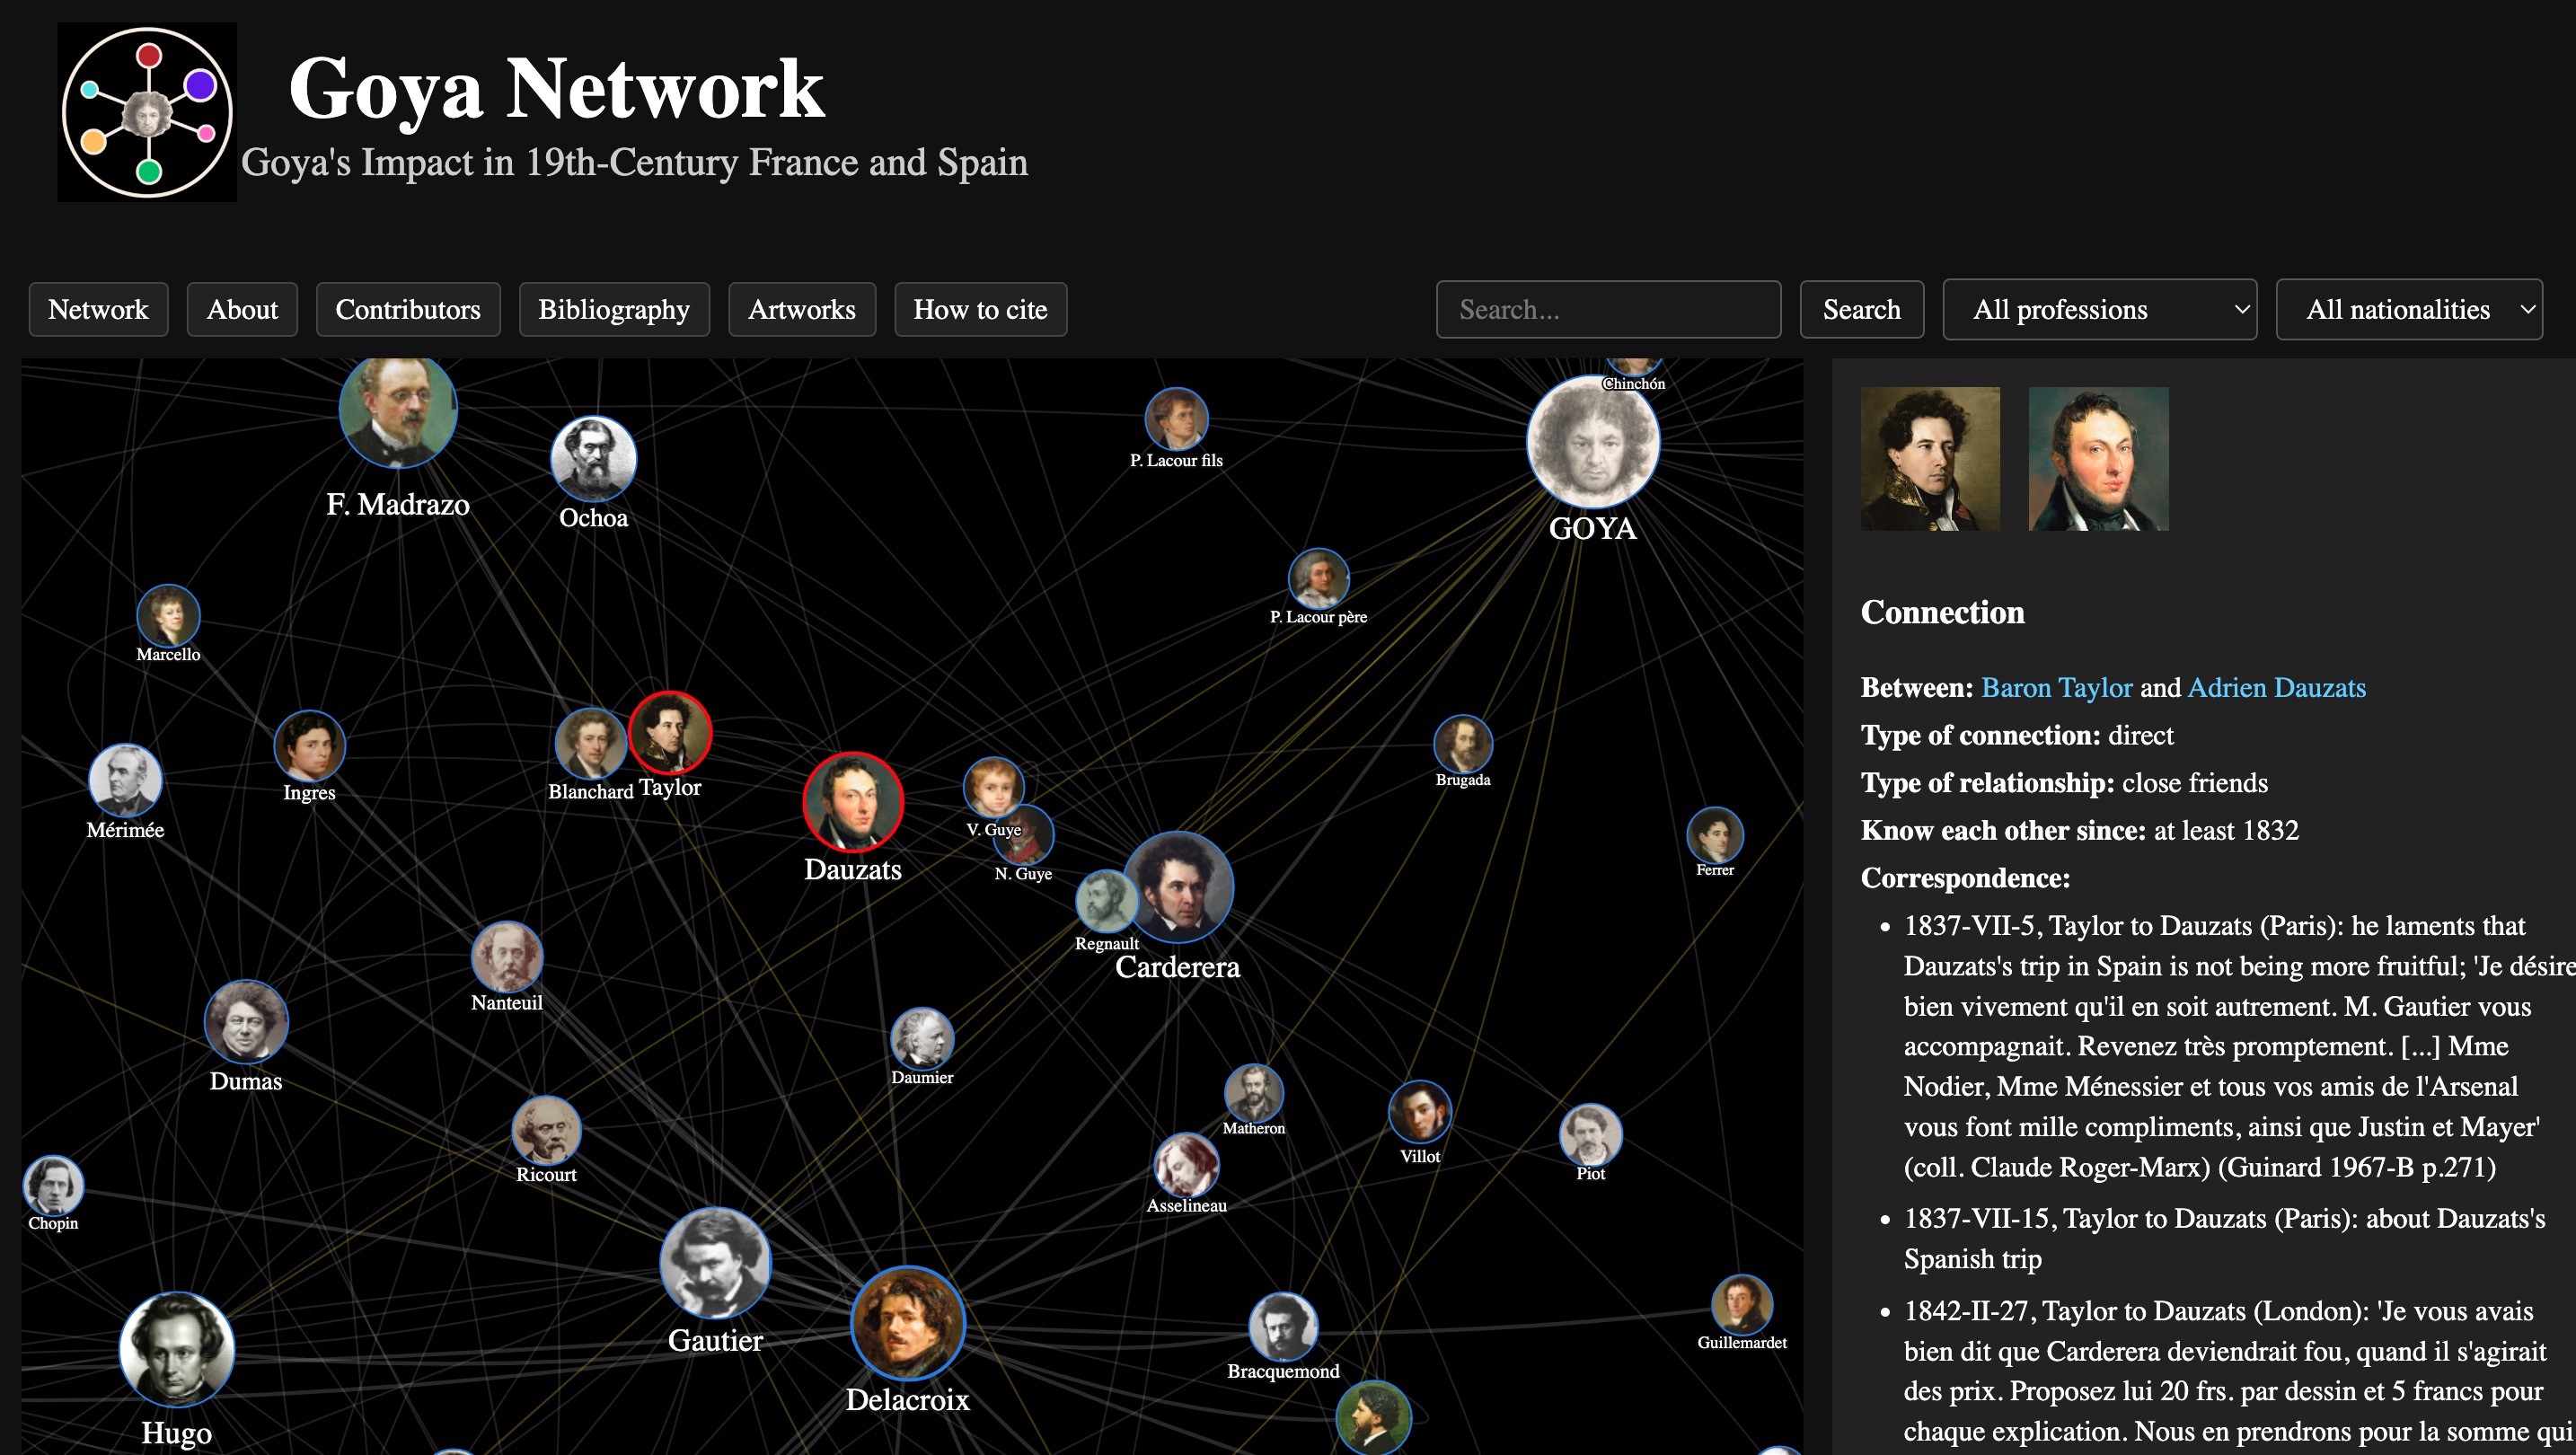 Goya Network
Goya's Impact in 19th-Century France and Spain
Network
About
Contributors
Bibliography
Artworks
How to cite
Search...
Search
All professions
All nationalities
Chinchón
F. Madrazo
Ochoa
P. Lacour fils
GOYA
P. Lacour père
Marcello
Ingres
Mérimée
Blanchard
Taylor
Dauzats
V. Guye
N. Guye
Brugada
Ferrer
Regnault
Carderera
Nanteuil
Dumas
Daumier
Matheron
Villot
Piot
Ricourt
Asselineau
Chopin
Gautier
Delacroix
Bracquemond
Guillemardet
Hugo
Connection
Between: Baron Taylor and Adrien Dauzats
Type of connection: direct
Type of relationship: close friends
Know each other since: at least 1832
Correspondence:
• 1837-VII-5, Taylor to Dauzats (Paris): he laments that
Dauzats's trip in Spain is not being more fruitful; 'Je désire
bien vivement qu'il en soit autrement. M. Gautier vous
accompagnait. Revenez très promptement. [...] Mme
Nodier, Mme Ménessier et tous vos amis de l'Arsenal
vous font mille compliments, ainsi que Justin et Mayer'
(coll. Claude Roger-Marx) (Guinard 1967-B p.271)
• 1837-VII-15, Taylor to Dauzats (Paris): about Dauzats's
Spanish trip
• 1842-II-27, Taylor to Dauzats (London): 'Je vous avais
bien dit que Carderera deviendrait fou, quand il s'agirait
des prix. Proposez lui 20 frs. par dessin et 5 francs pour
chaque explication. Nous en prendrons pour la somme qui